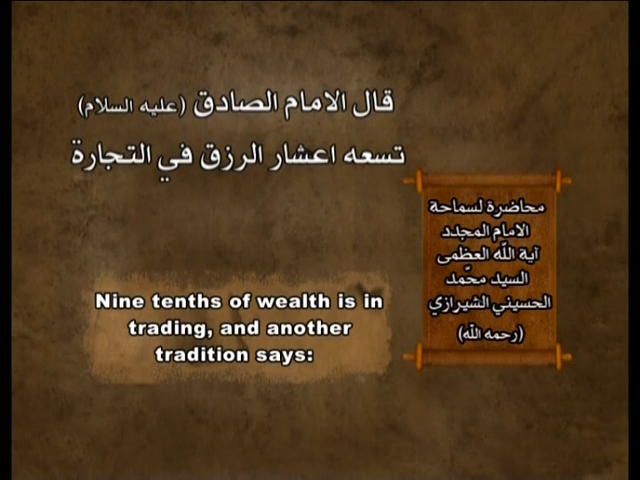 قال الامام الصادق (عليه السلام)
تسعه اعشار الرزق في التجارة
محاضرة لسماحة
الامام المجدد
آية الله العظمى
السيد محمّد
الحسيني الشيرازي
(رحمه الله)
Nine tenths of wealth is in
trading, and another
tradition says: